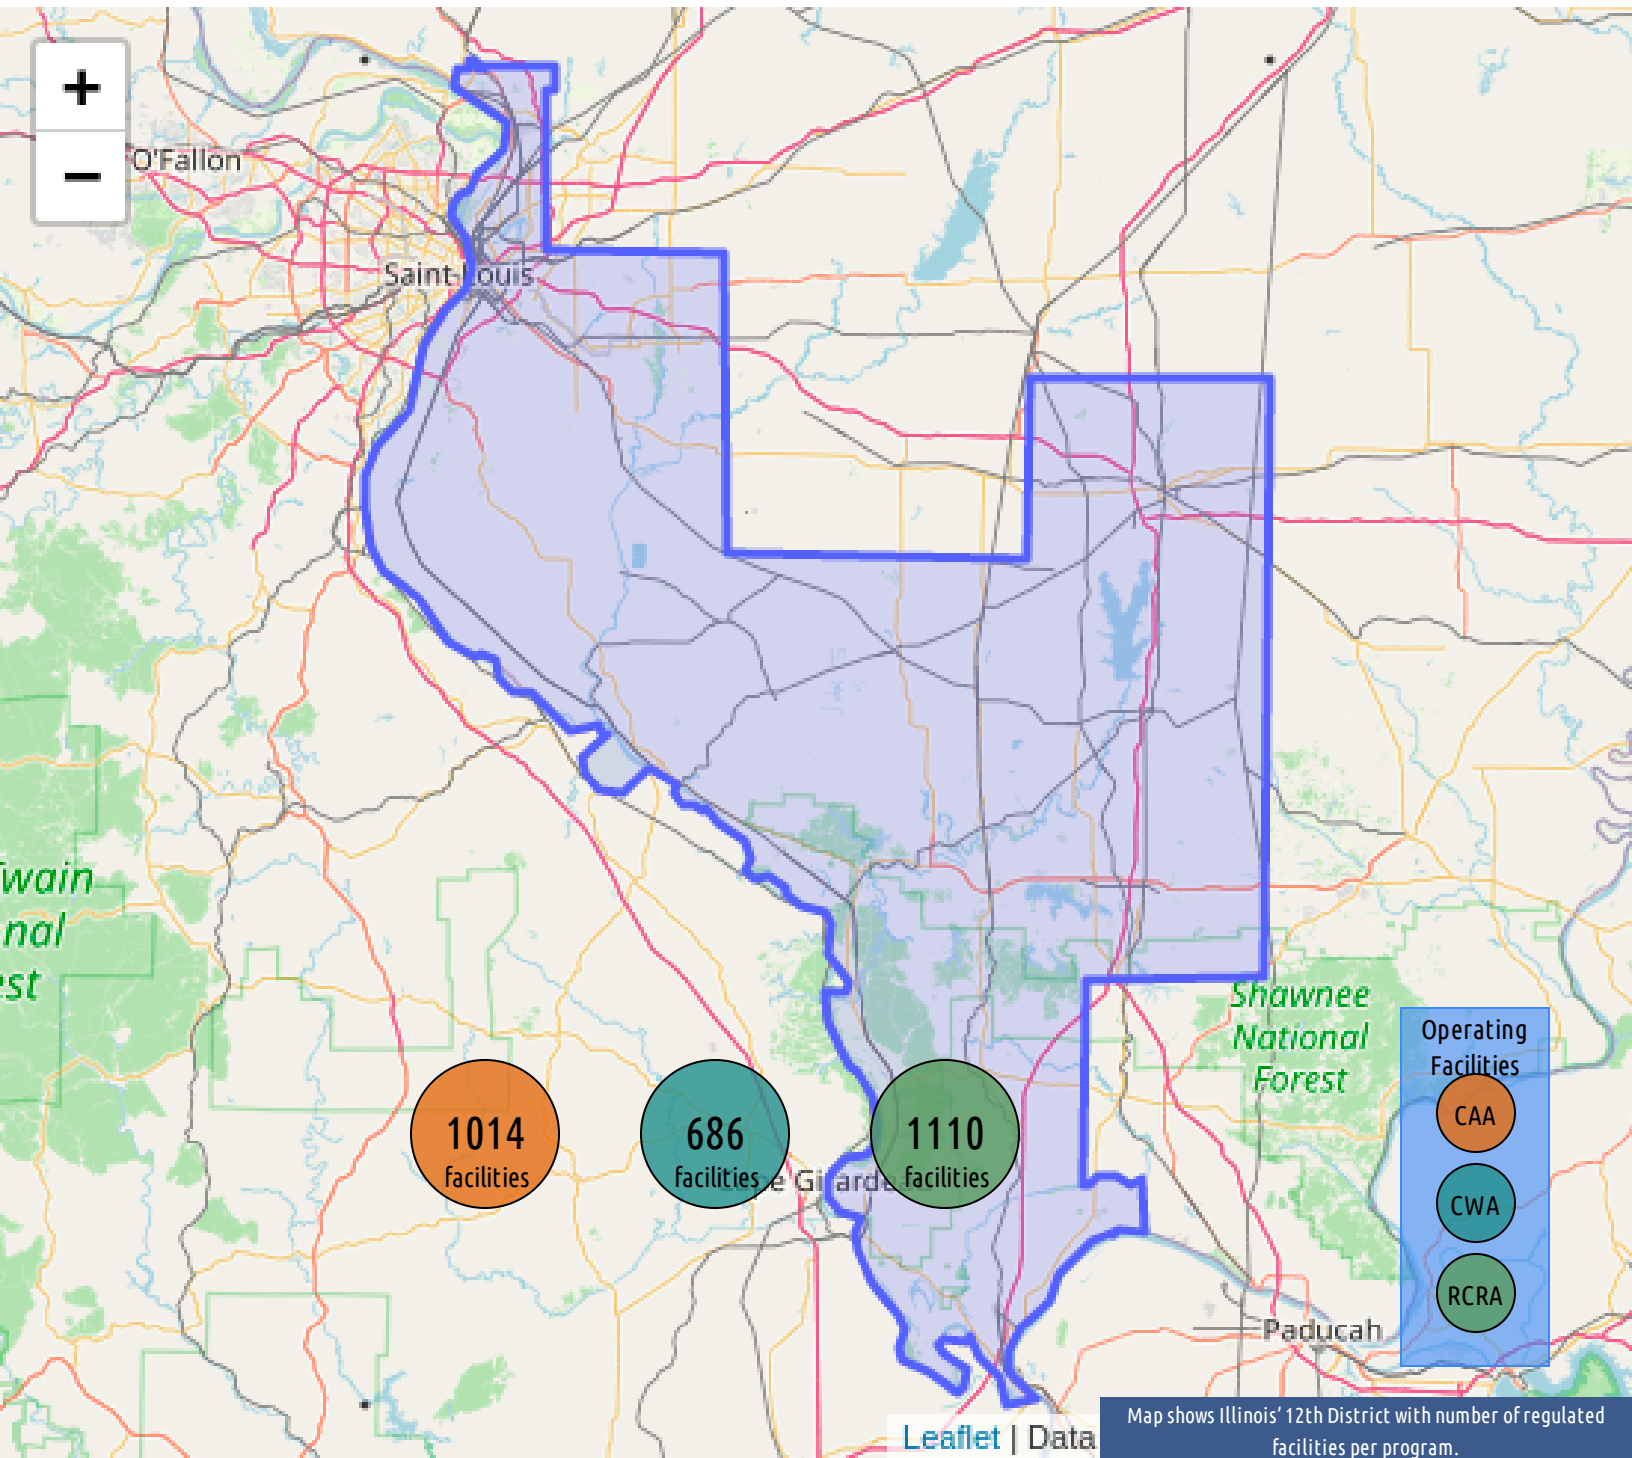 +
−
O'Fallon
Saint Louis
wain
nal
est
Shawnee
National
Forest
Operating
Facilities
CAA
CWA
RCRA
1014
facilities
686
facilities
1110
facilities
Paducah
Leaflet | Data
Map shows Illinois' 12th District with number of regulated
facilities per program.